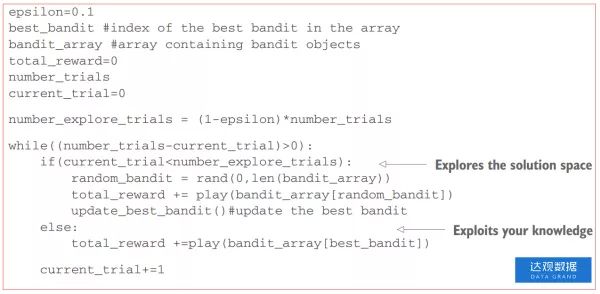 epsilon=0.1
best_bandit #index of the best bandit in the array
bandit_array #array containing bandit objects
total_reward=0
number_trials
current_trial=0
number_explore_trials = (1-epsilon)*number_trials
while((number_trials-current_trial)>0):
if(current_trial<number_explore_trials):
Explores the solution space
random_bandit = rand(0,len(bandit_array))
total_reward += play(bandit_array[random_bandit])
update_best_bandit()#update the best bandit
else:
Exploits your knowledge
total_reward +=play(bandit_array[best_bandit])
current_trial+=1
达观数据
DATA GRAND